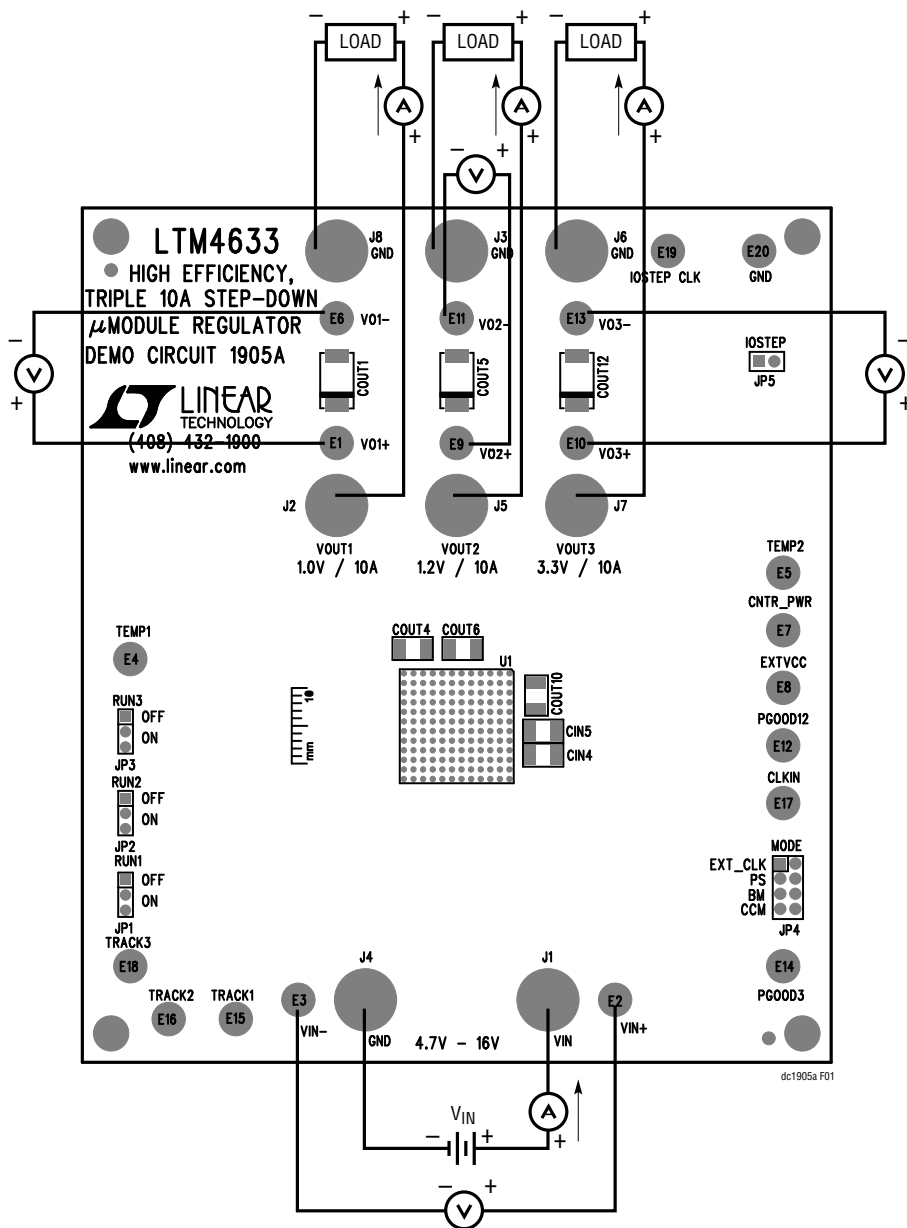 − LOAD + − LOAD + − LOAD +
A A A
+ + +
− V +
LTM4633
HIGH EFFICIENCY,
TRIPLE 10A STEP-DOWN
µMODULE REGULATOR
DEMO CIRCUIT 1905A
LINEAR
TECHNOLOGY
(408) 432-1900
www.linear.com
J8
GND
J3
GND
J6
GND
E19
IOSTEP CLK
E20
GND
E6 VO1-
E11 VO2-
E13 VO3-
−
V
+
−
V
+
COUT1
COUT5
COUT12
IOSTEP
JP5
E1 VO1+
E9 VO2+
E10 VO3+
J2
J5
J7
VOUT1
1.0V / 10A
VOUT2
1.2V / 10A
VOUT3
3.3V / 10A
TEMP2
E5
CNTR_PWR
E7
EXTVCC
E8
PGOOD12
E12
CLKIN
E17
TEMP1
E4
COUT4 COUT6
U1
COUT10
CIN5
CIN4
10
mm
RUN3
OFF
ON
JP3
RUN2
OFF
ON
JP2
RUN1
OFF
ON
JP1
MODE
EXT_CLK
PS
BM
CCM
JP4
TRACK3
E18
TRACK2
E16
TRACK1
E15
E3
VIN-
J4
GND
4.7V - 16V
J1
VIN
E2
VIN+
E14
PGOOD3
dc1905a F01
A
+
VIN
− +
− V +